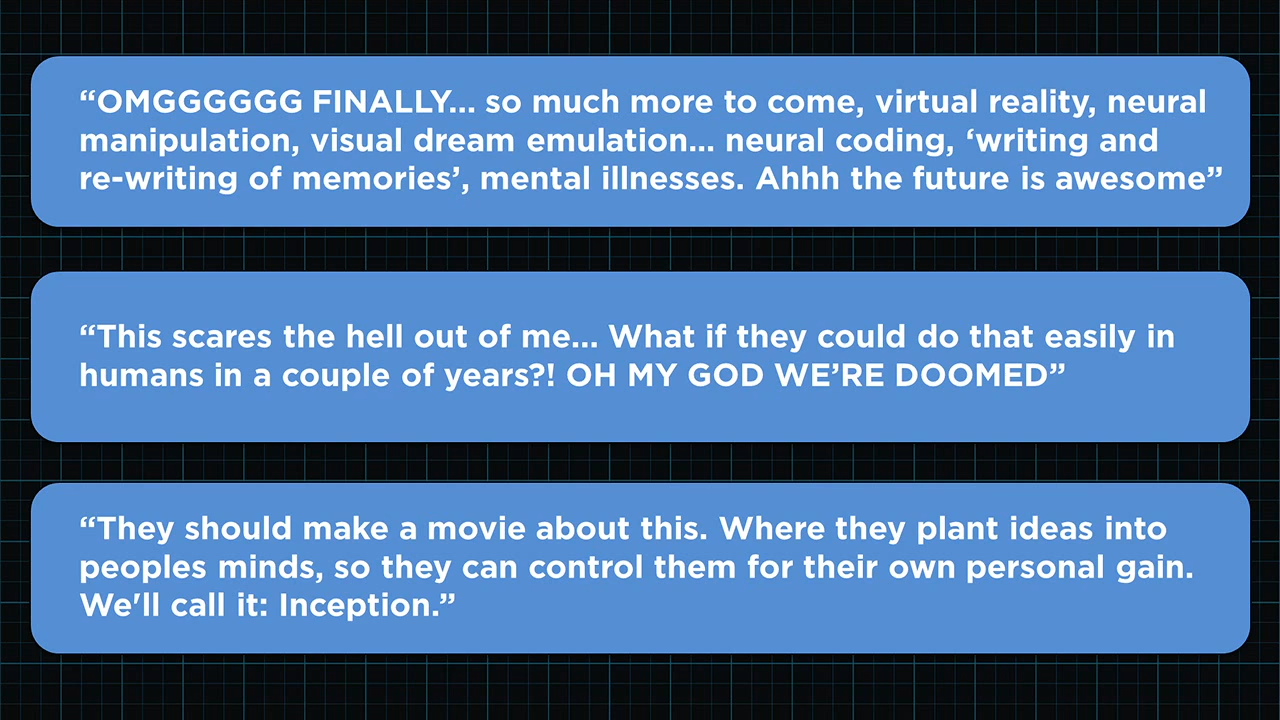 “OMGGGGGG FINALLY... so much more to come, virtual reality, neural
manipulation, visual dream emulation... neural coding, ‘writing and
re-writing of memories’, mental illnesses. Ahhh the future is awesome”
“This scares the hell out of me... What if they could do that easily in
humans in a couple of years?! OH MY GOD WE’RE DOOMED”
“They should make a movie about this. Where they plant ideas into
peoples minds, so they can control them for their own personal gain.
We'll call it: Inception.”